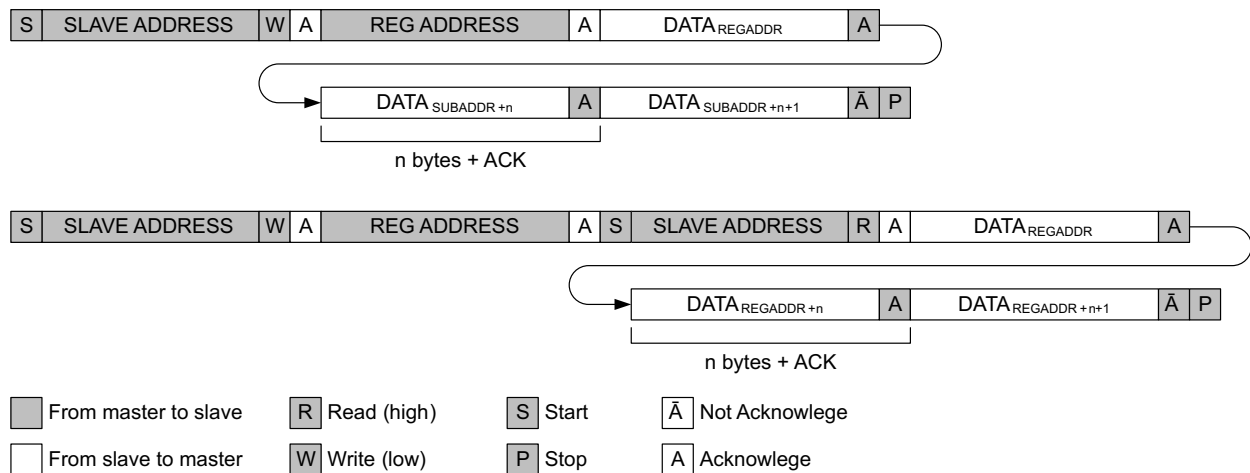 S SLAVE ADDRESS W A REG ADDRESS A DATA REGADDR A
DATA SUBADDR +n A DATA SUBADDR +n+1 Ā P
n bytes + ACK
S SLAVE ADDRESS W A REG ADDRESS A S SLAVE ADDRESS R A DATA REGADDR A
DATA REGADDR +n A DATA REGADDR +n+1 Ā P
n bytes + ACK
From master to slave R Read (high) S Start Ā Not Acknowlege
From slave to master W Write (low) P Stop A Acknowlege